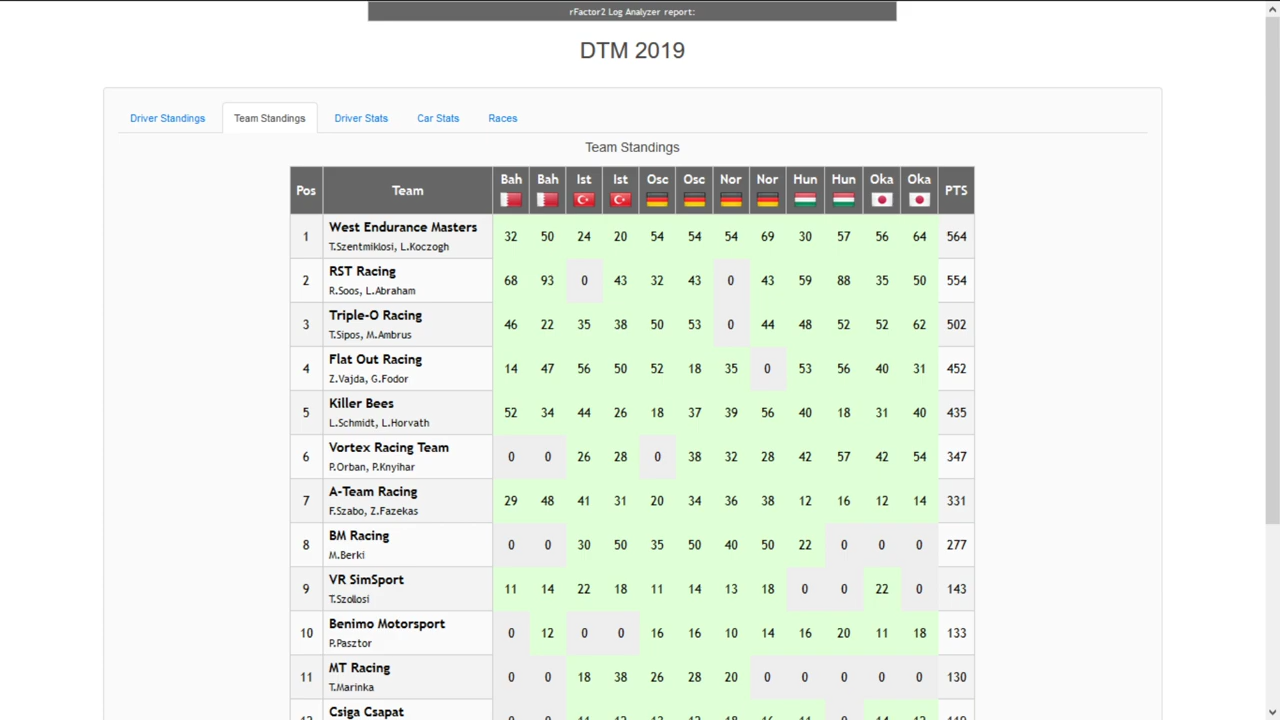 rFactor2 Log Analyzer report:
DTM 2019
Driver Standings Team Standings Driver Stats Car Stats Races
Team Standings
Pos Team Bah Bah Ist Ist Osc Osc Nor Nor Hun Hun Oka Oka PTS
1 West Endurance Masters 32 50 24 20 54 54 54 69 30 57 56 64 564
T.Szentmiklosi, L.Koczogh
2 RST Racing 68 93 0 43 32 43 0 43 59 88 35 50 554
R.Soos, L.Abraham
3 Triple-O Racing 46 22 35 38 50 53 0 44 48 52 52 62 502
T.Sipos, M.Ambrus
4 Flat Out Racing 14 47 56 50 52 18 35 0 53 56 40 31 452
Z.Vajda, G.Fodor
5 Killer Bees 52 34 44 26 18 37 39 56 40 18 31 40 435
L.Schmidt, L.Horvath
6 Vortex Racing Team 0 0 26 28 0 38 32 28 42 57 42 54 347
P.Orban, P.Knyihar
7 A-Team Racing 29 48 41 31 20 34 36 38 12 16 12 14 331
F.Szabo, Z.Fazekas
8 BM Racing 0 0 30 50 35 50 40 50 22 0 0 0 277
M.Berki
9 VR SimSport 11 14 22 18 11 14 13 18 0 0 22 0 143
T.Szollosi
10 Benimo Motorsport 0 12 0 0 16 16 10 14 16 20 11 18 133
P.Pasztor
11 MT Racing 0 0 18 38 26 28 20 0 0 0 0 0 130
T.Marinka
Csiga Csapat